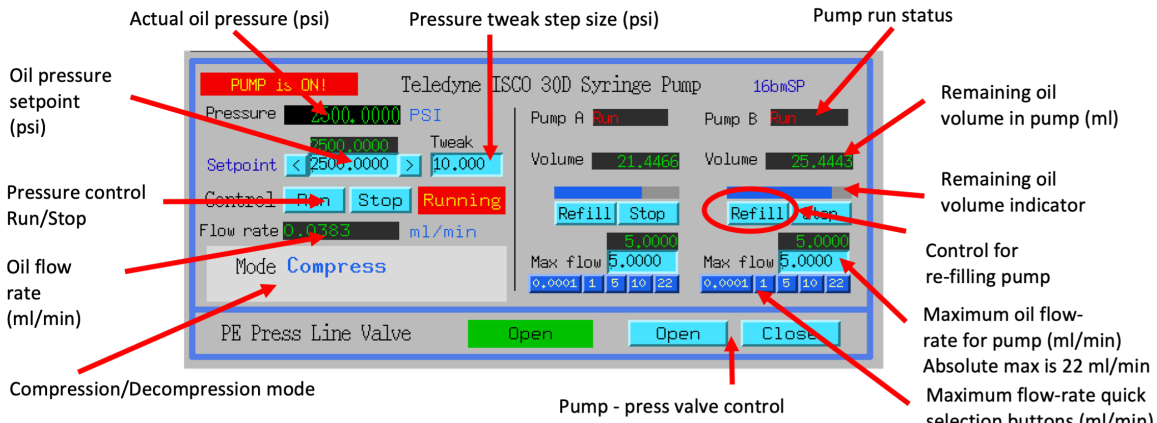 Actual oil pressure (psi)
Pressure tweak step size (psi)
Pump run status
Oil pressure
setpoint
(psi)
PUMP is ON!
Teledyne ISCO 30D Syringe Pump
16bmSP
Pressure 2500.0000 PSI
2500.0000
Tweak
Setpoint < 2500.0000 > 10.000
Control Run Stop Running
Flow rate 0.0383 ml/min
Mode Compress
Pump A Run
Volume 21.4466
Refill Stop
5.0000
Max flow 5.0000
0.0001 1 5 10 22
Pump B Run
Volume 25.4443
Refill Stop
5.0000
Max flow 5.0000
0.0001 1 5 10 22
PE Press Line Valve Open Open Close
Remaining oil
volume in pump (ml)
Pressure control
Run/Stop
Remaining oil
volume indicator
Oil flow
rate
(ml/min)
Control for
re-filling pump
Maximum oil flow-
rate for pump (ml/min)
Absolute max is 22 ml/min
Compression/Decompression mode
Pump - press valve control
Maximum flow-rate quick
selection buttons (ml/min)